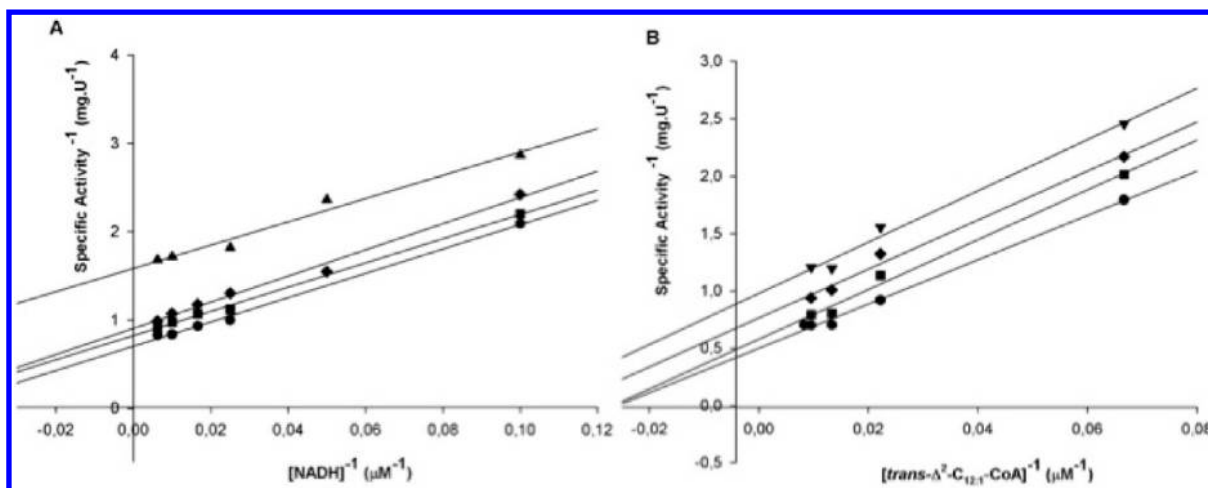 A
Specific Activity⁻¹ (mg.U⁻¹)
4
3
2
1
0
-0,02 0,00 0,02 0,04 0,06 0,08 0,10 0,12
[NADH]⁻¹ (μM⁻¹)
B
Specific Activity⁻¹ (mg.U⁻¹)
3,0
2,5
2,0
1,5
1,0
0,5
0,0
-0,5
-0,02 0,00 0,02 0,04 0,06 0,08
[trans-Δ²-C₁₂:₁-CoA]⁻¹ (μM⁻¹)